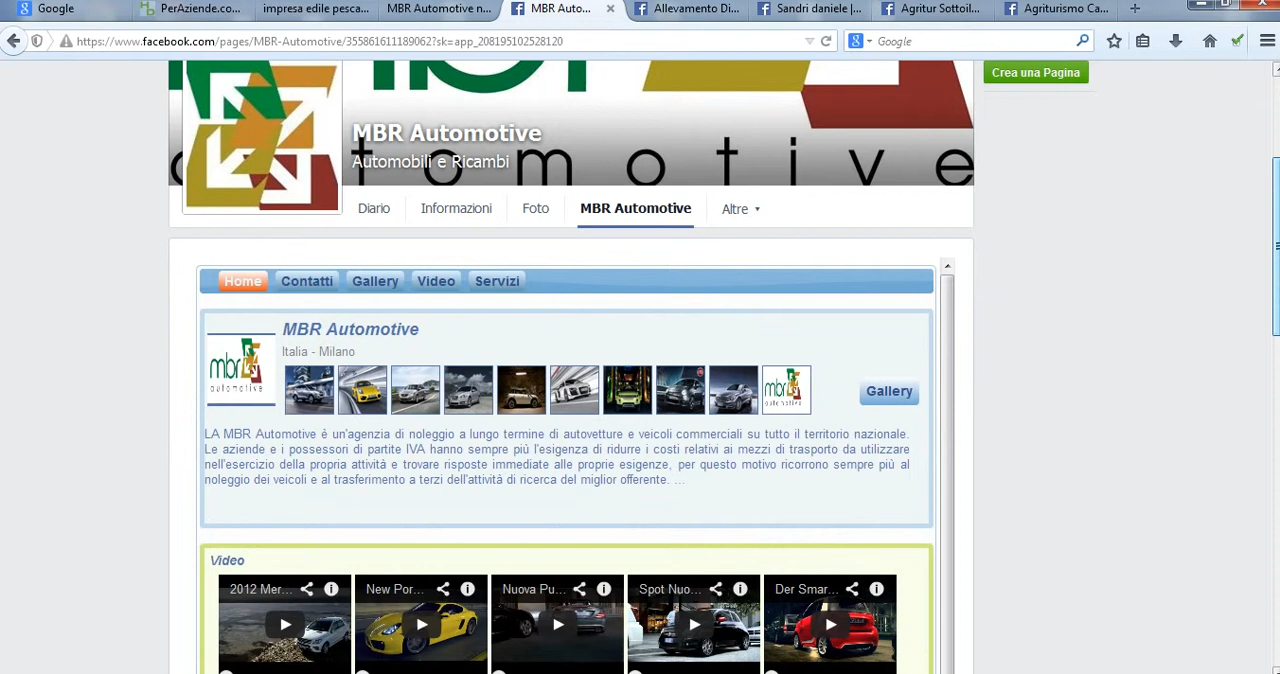 Google
PerAziende.co...
impresa edile pesca...
MBR Automotive n...
MBR Auto...
Allevamento Di...
Sandri daniele |...
Agritur Sottoil...
Agriturismo Ca...
https://www.facebook.com/pages/MBR-Automotive/355861611189062?sk=app_208195102528120
Google
Crea una Pagina
mbr
automotive
MBR Automotive
Automobili e Ricambi
Diario
Informazioni
Foto
MBR Automotive
Altre
Home
Contatti
Gallery
Video
Servizi
MBR Automotive
Italia - Milano
mbr
automotive
mbr
automotive
Gallery
LA MBR Automotive è un'agenzia di noleggio a lungo termine di autovetture e veicoli commerciali su tutto il territorio nazionale.
Le aziende e i possessori di partite IVA hanno sempre più l'esigenza di ridurre i costi relativi ai mezzi di trasporto da utilizzare
nell'esercizio della propria attività e trovare risposte immediate alle proprie esigenze, per questo motivo ricorrono sempre più al
noleggio dei veicoli e al trasferimento a terzi dell'attività di ricerca del miglior offerente. ...
Video
2012 Mer...
New Por...
Nuova Pu...
Spot Nuo...
Der Smar...